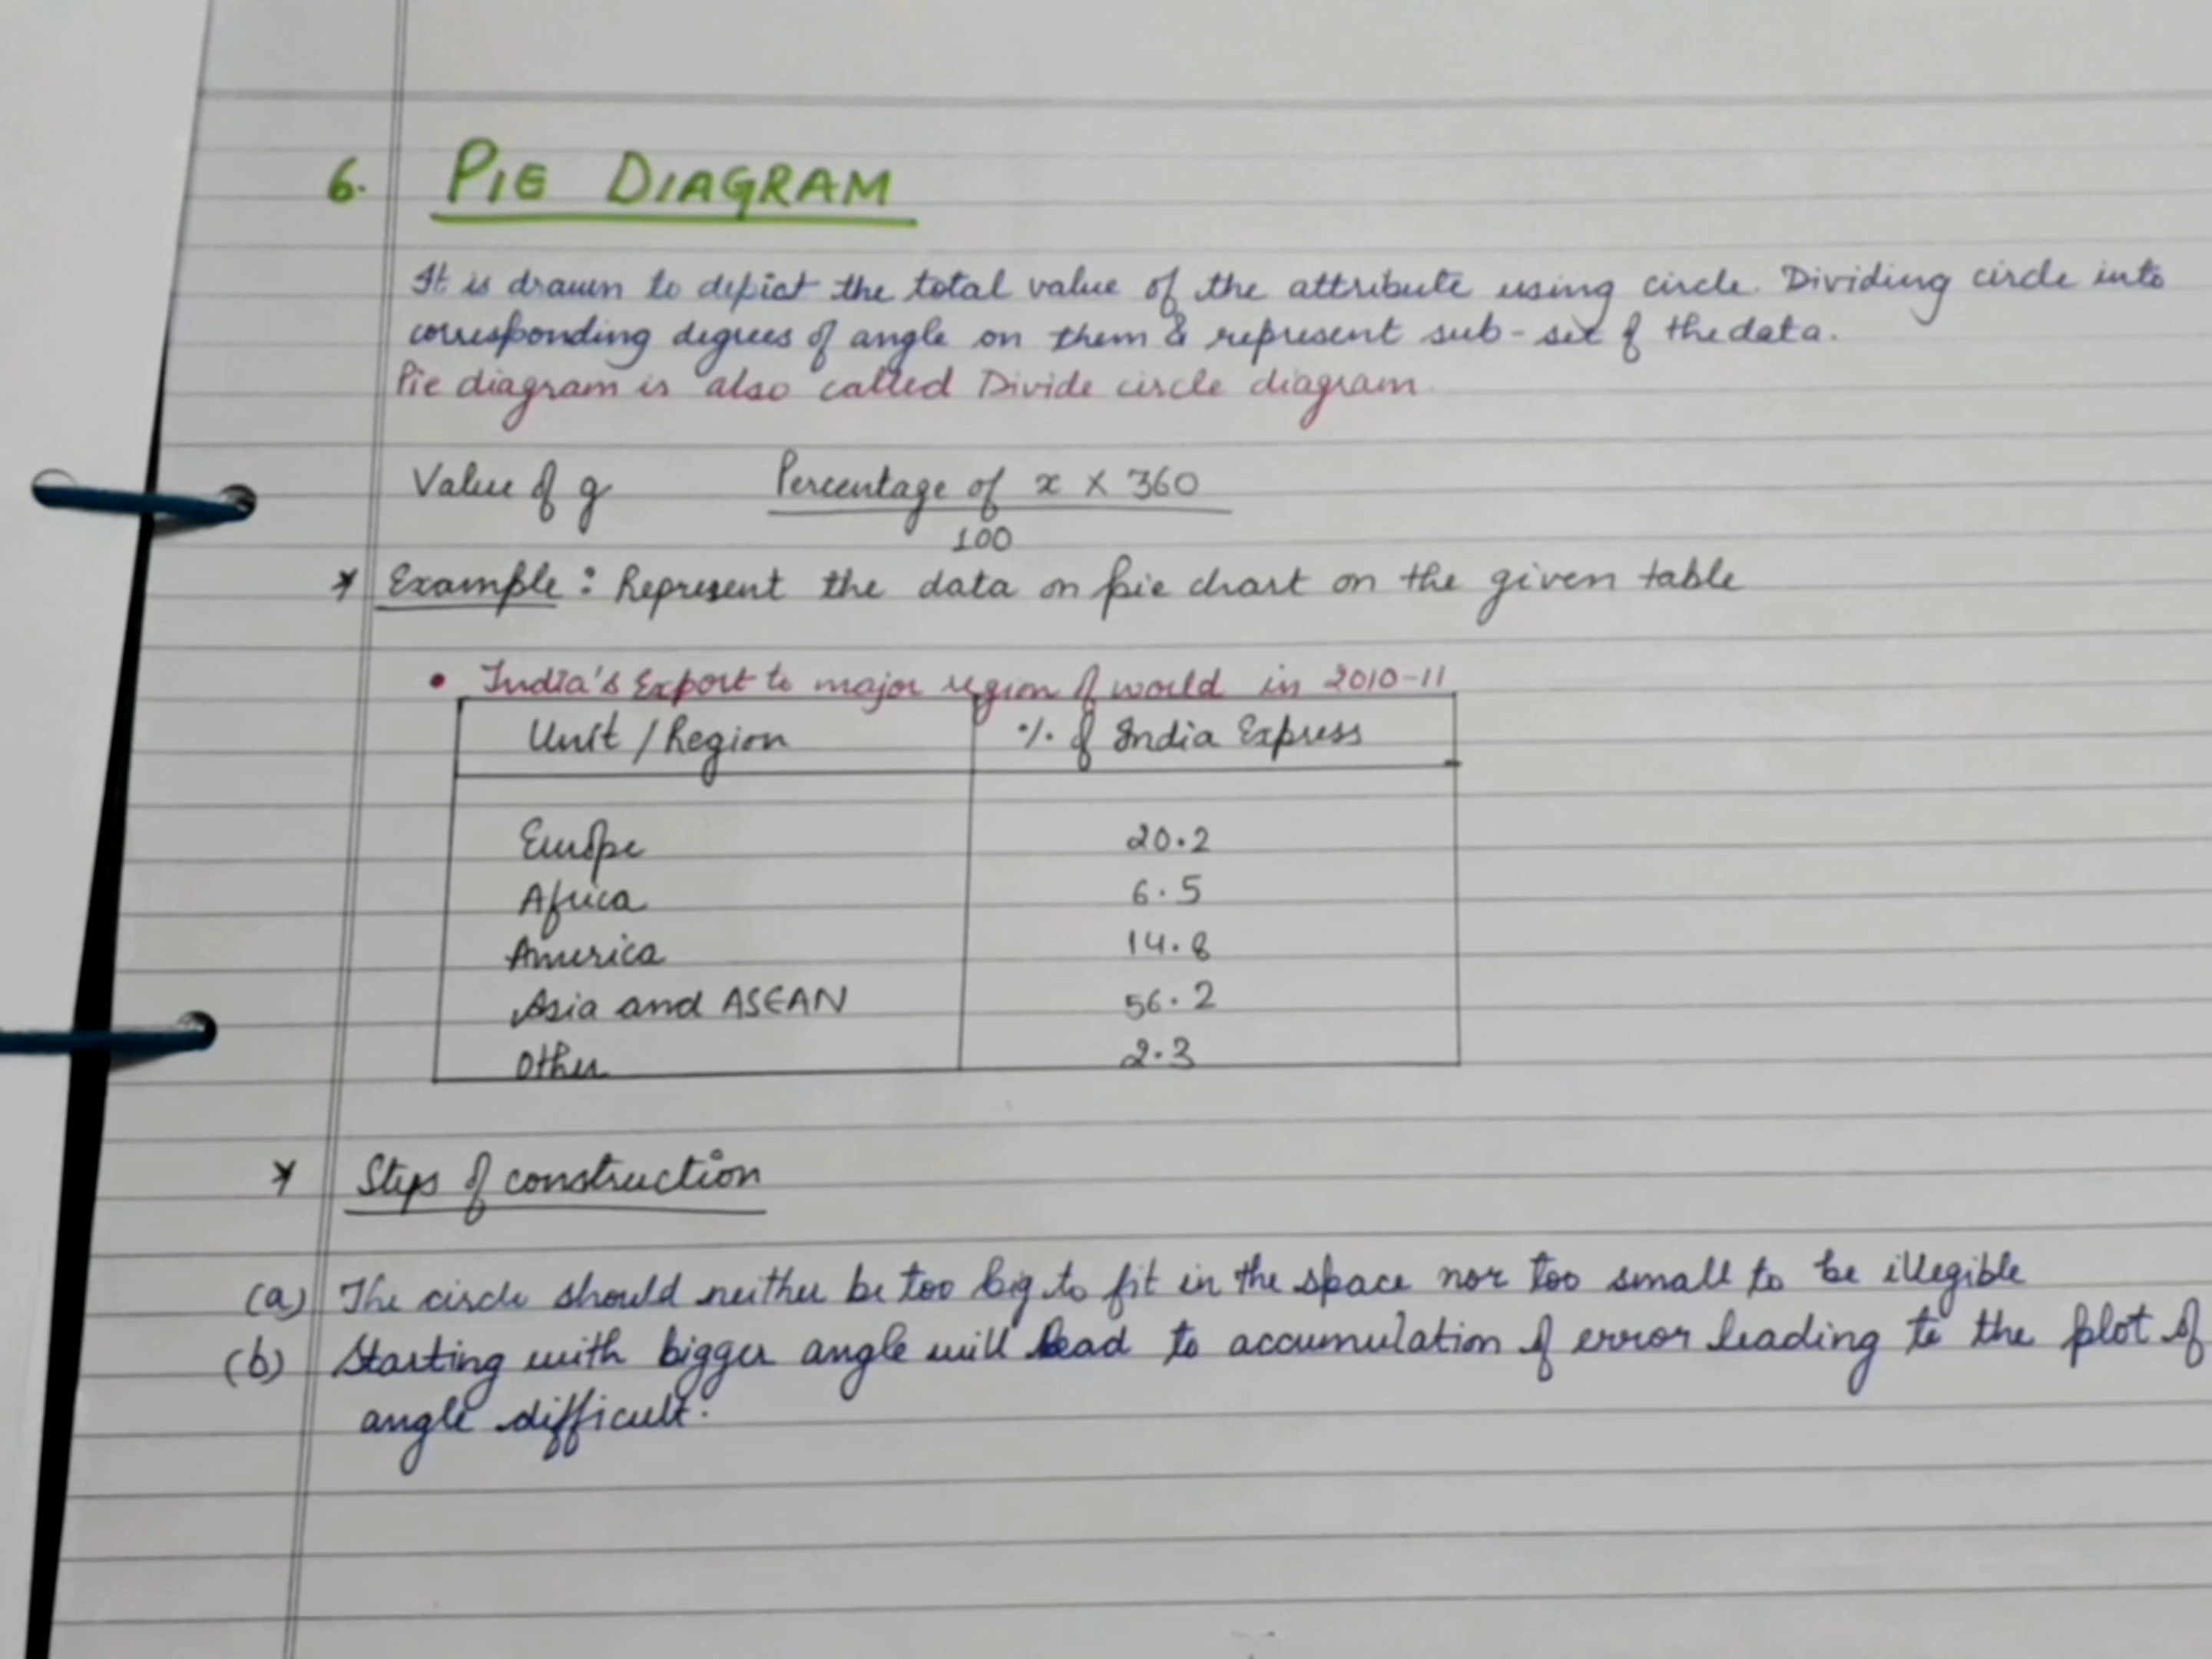 6. PIE DIAGRAM
It is drawn to depict the total value of the attribute using circle. Dividing circle into
corresponding degrees of angle on them & represent sub-set of the data.
Pie diagram is also called Divide circle diagram.
Value of g Percentage of x X 360
100
* Example : Represent the data on pie chart on the given table
• India's Export to major region of world in 2010-11
Unit / Region %. of India Express
Europe 20.2
Africa 6.5
America 14.8
Asia and ASEAN 56.2
Other 2.3
* Steps of construction
(a) The circle should neither be too big to fit in the space nor too small to be illegible
(b) Starting with bigger angle will lead to accumulation of error leading to the plot of
angle difficult.